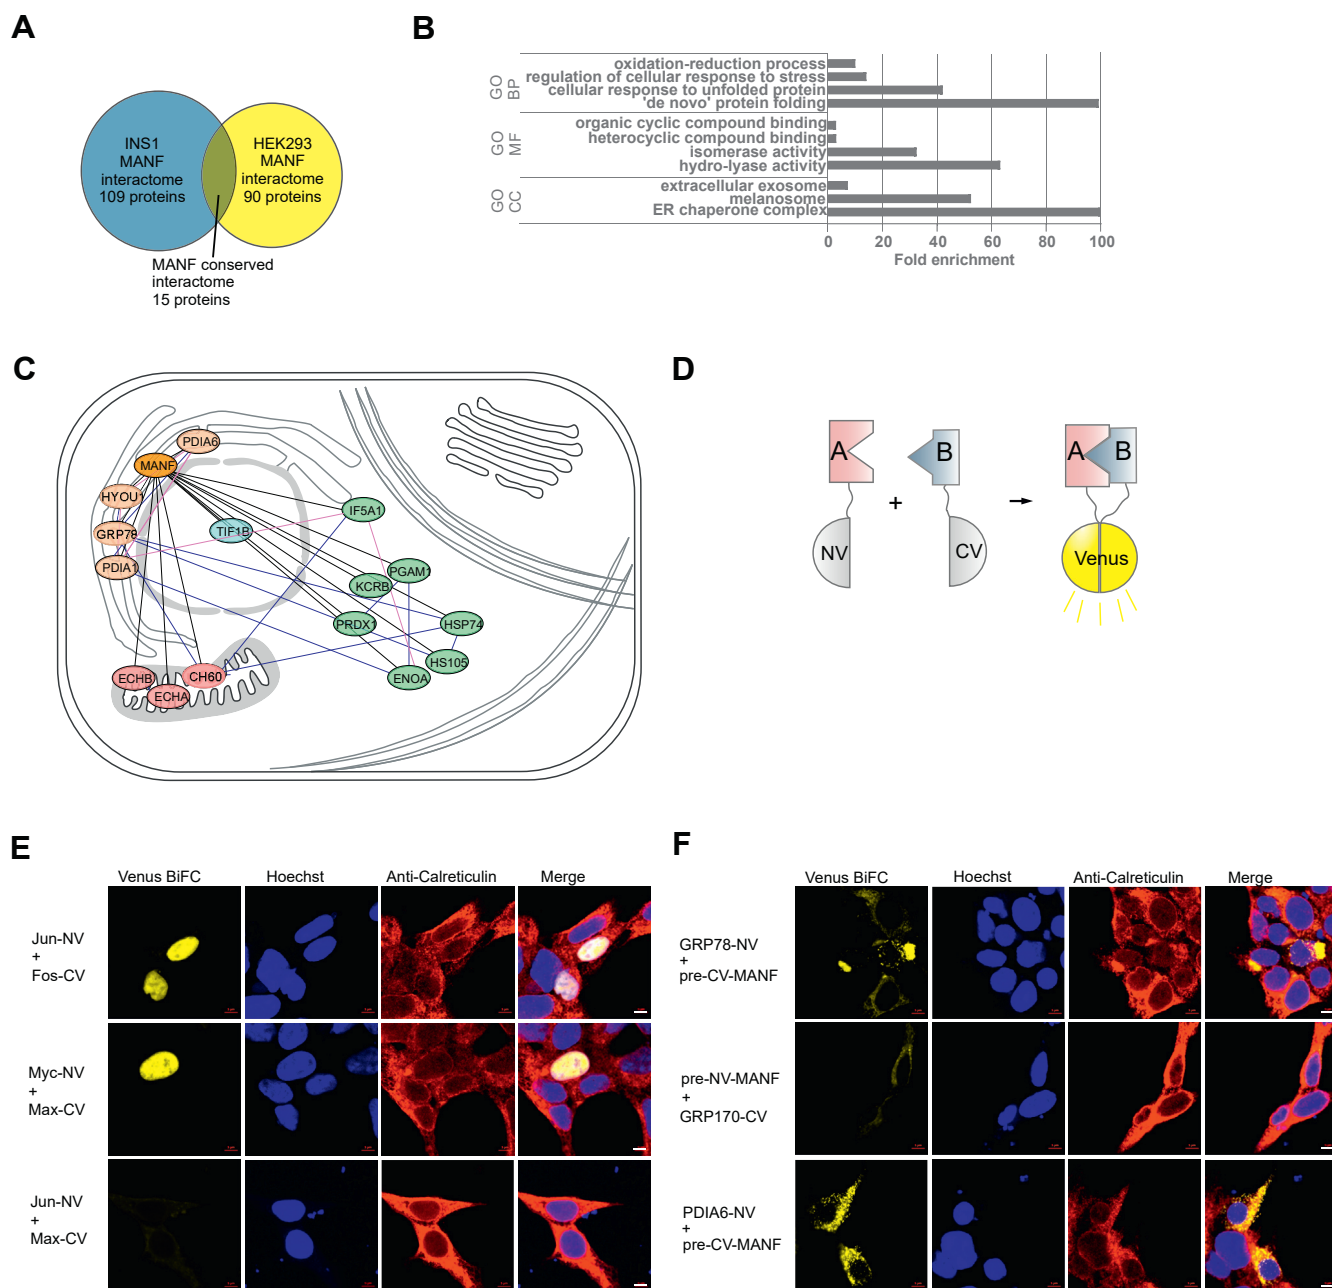 A
INS1
MANF
interactome
109 proteins
HEK293
MANF
interactome
90 proteins
MANF conserved
interactome
15 proteins
B
GO
BP
oxidation-reduction process
regulation of cellular response to stress
cellular response to unfolded protein
'de novo' protein folding
GO
MF
organic cyclic compound binding
heterocyclic compound binding
isomerase activity
hydro-lyase activity
GO
CC
extracellular exosome
melanosome
ER chaperone complex
0 20 40 60 80 100
Fold enrichment
C
PDIA6
MANF
HYOU1
GRP78
PDIA1
TIF1B
IF5A1
PGAM1
KCRB
PRDX1
HSP74
HS105
ENOA
ECHB
ECHA
CH60
D
A
B
+
NV
CV
A
B
Venus
E
Venus BiFC
Hoechst
Anti-Calreticulin
Merge
Jun-NV
+
Fos-CV
Myc-NV
+
Max-CV
Jun-NV
+
Max-CV
F
Venus BiFC
Hoechst
Anti-Calreticulin
Merge
GRP78-NV
+
pre-CV-MANF
pre-NV-MANF
+
GRP170-CV
PDIA6-NV
+
pre-CV-MANF